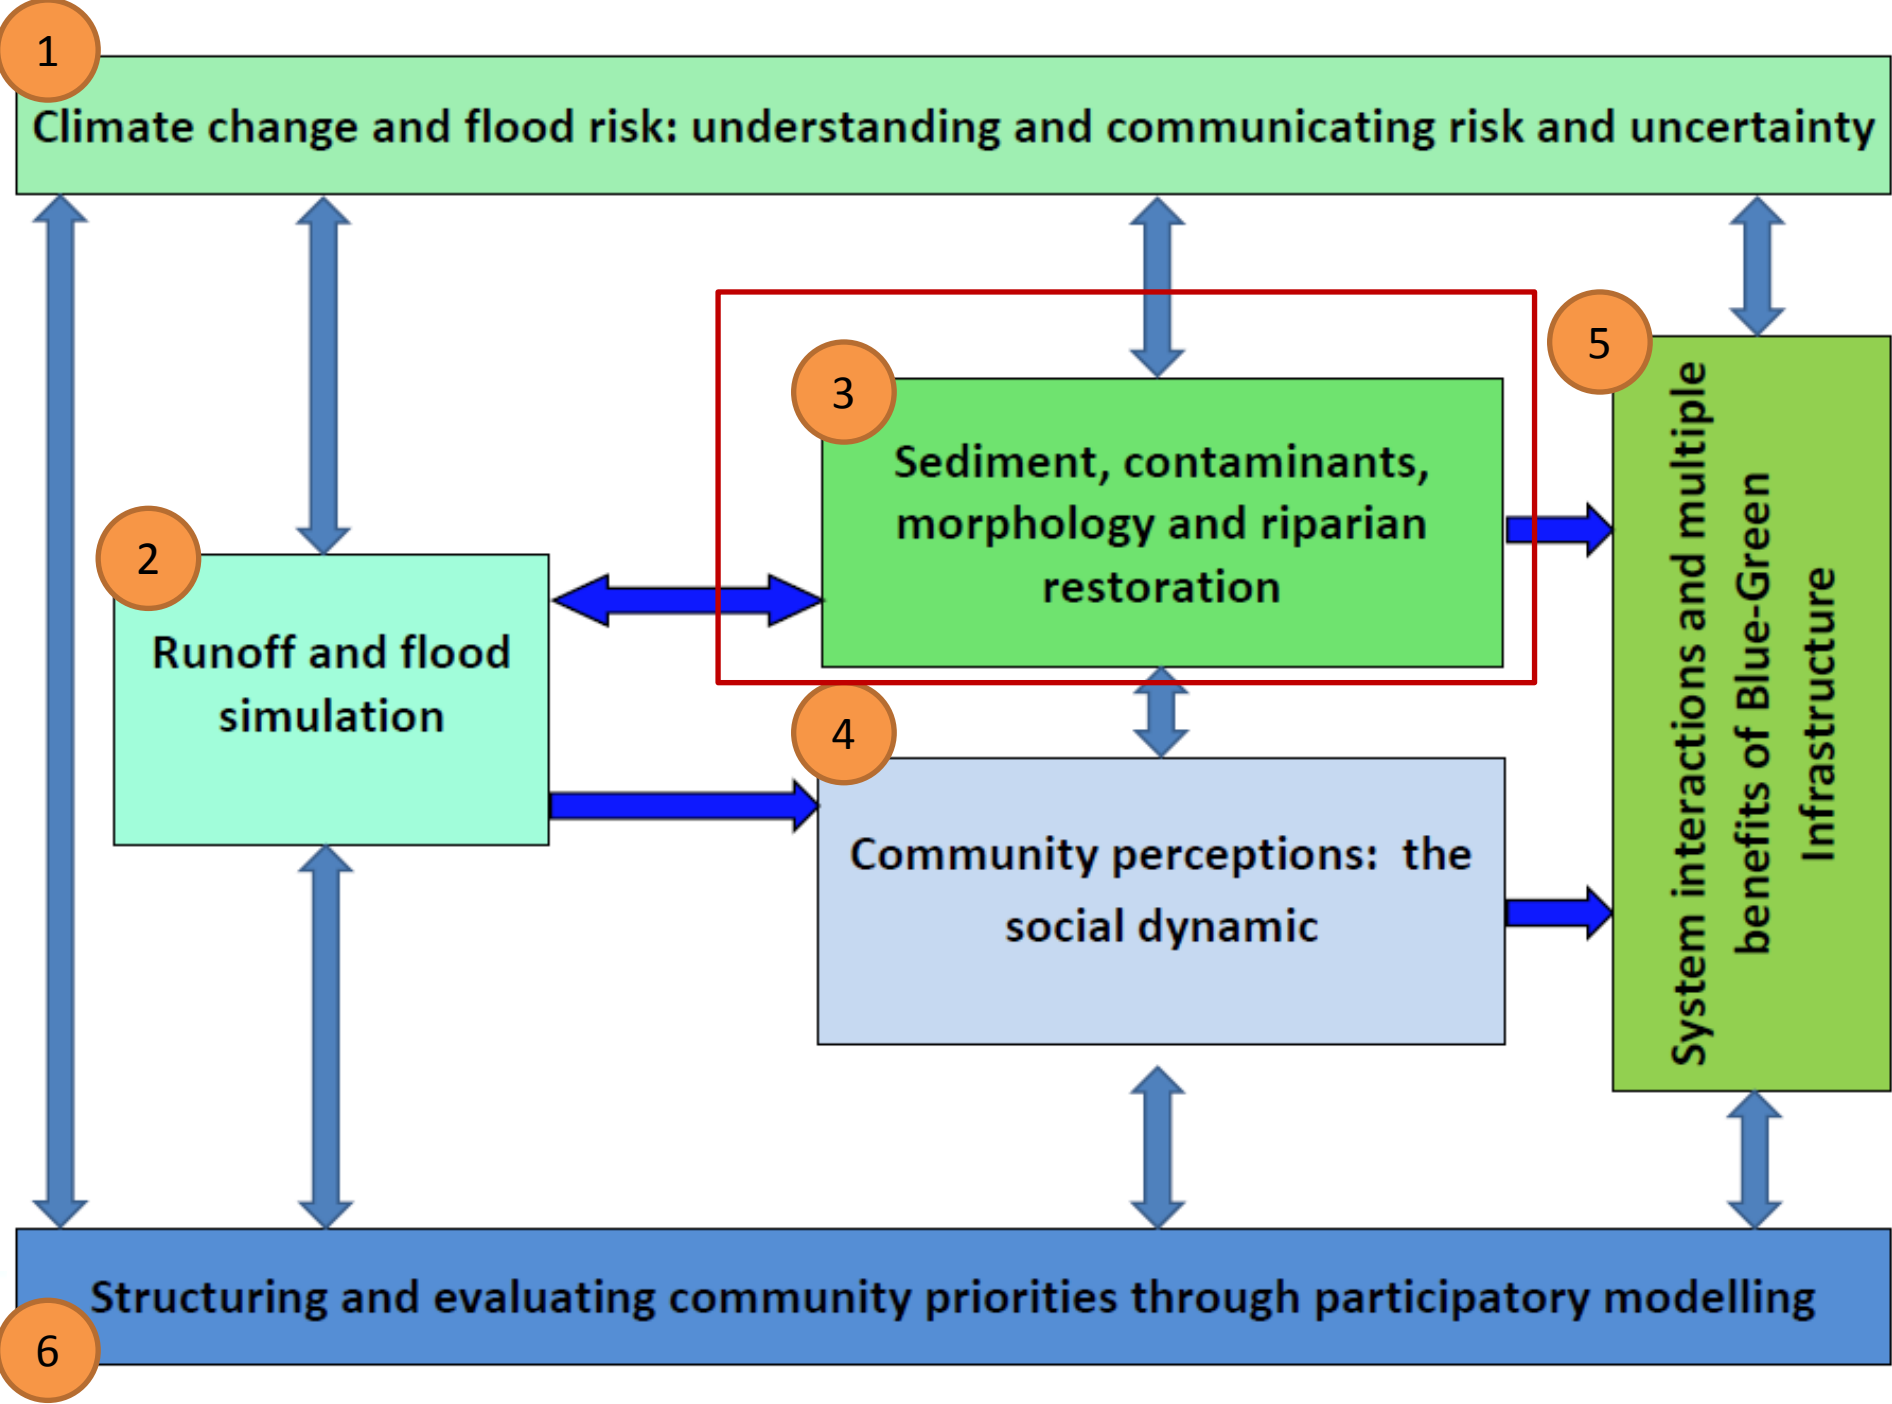 1
Climate change and flood risk: understanding and communicating risk and uncertainty
2
Runoff and flood
simulation
3
Sediment, contaminants,
morphology and riparian
restoration
4
Community perceptions:  the
social dynamic
5
System interactions and multiple
benefits of Blue-Green
Infrastructure
Structuring and evaluating community priorities through participatory modelling
6